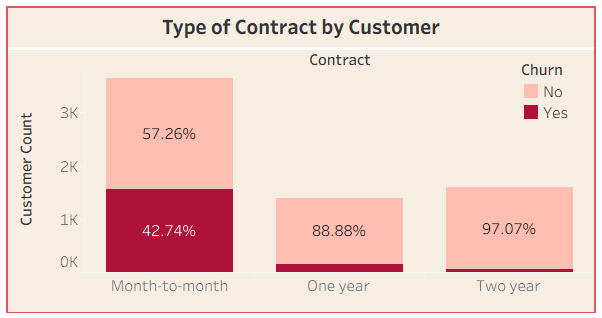 Type of Contract by Customer
Contract
Churn
No
Yes
Customer Count
3K
2K
1K
0K
57.26%
42.74%
88.88%
97.07%
Month-to-month
One year
Two year